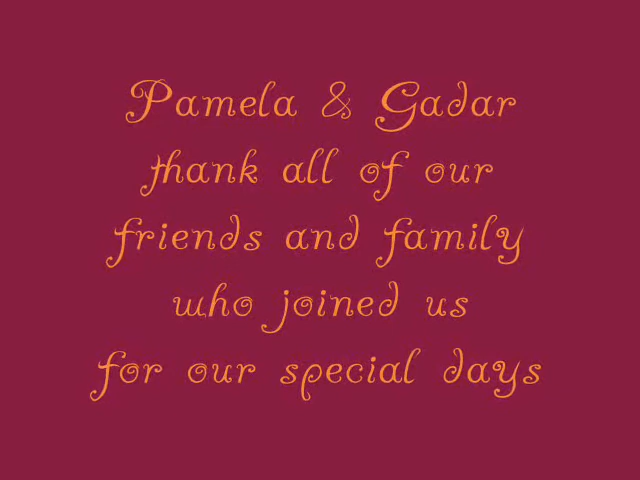 Pamela & Gadar
thank all of our
friends and family
who joined us
for our special days